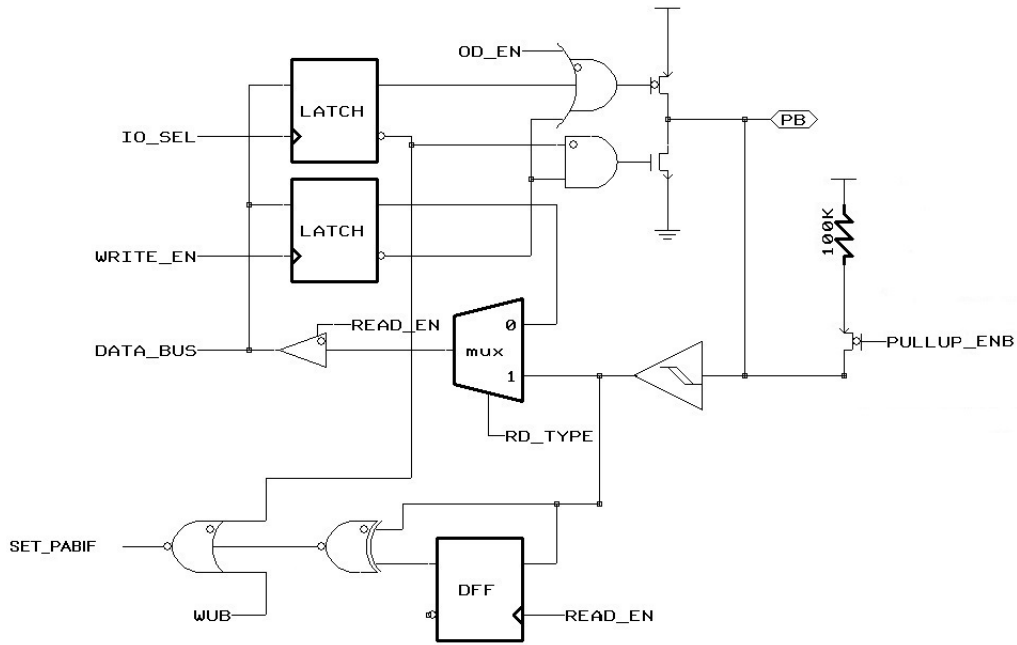 OD_EN
LATCH
PB
IO_SEL
LATCH
100K
WRITE_EN
READ_EN
0
DATA_BUS
mux
PULLUP_ENB
1
RD_TYPE
SET_PABIF
DFF
WUB
READ_EN